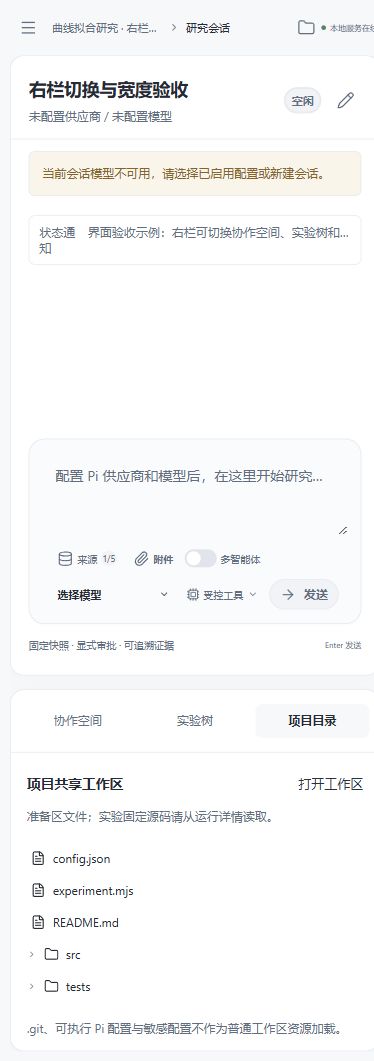 曲线拟合研究 · 右栏... > 研究会话 本地服务在线
右栏切换与宽度验收
未配置供应商 / 未配置模型
空闲
当前会话模型不可用，请选择已启用配置或新建会话。
状态通知 界面验收示例：右栏可切换协作空间、实验树和...
配置 Pi 供应商和模型后，在这里开始研究...
来源 1/5 附件 多智能体
选择模型 受控工具 发送
固定快照 · 显式审批 · 可追溯证据 Enter 发送
协作空间 实验树 项目目录
项目共享工作区 打开工作区
准备区文件；实验固定源码请从运行详情读取。
config.json
experiment.mjs
README.md
src
tests
.git、可执行 Pi 配置与敏感配置不作为普通工作区资源加载。